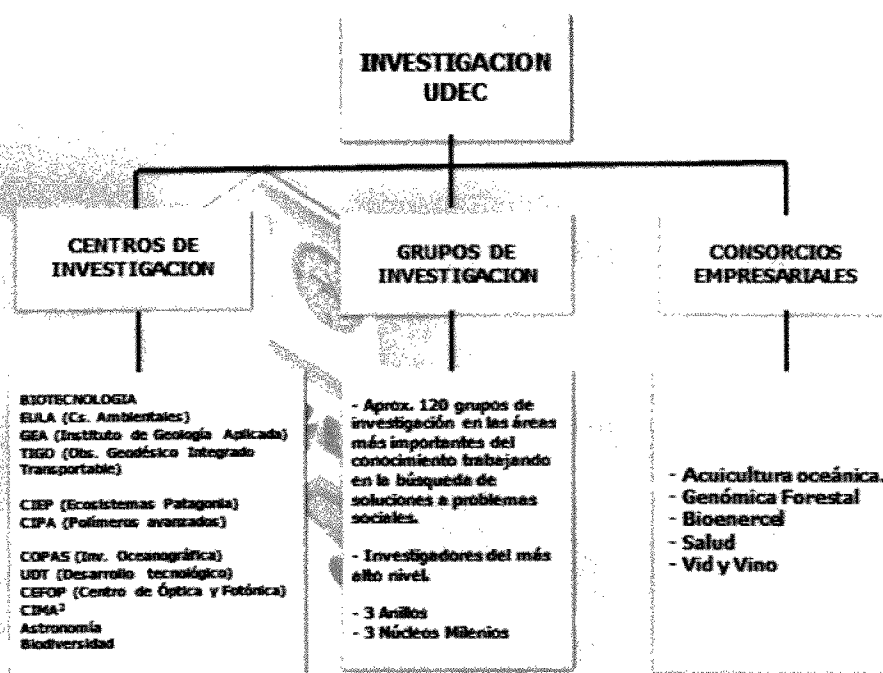 INVESTIGACION
UDEC
CENTROS DE
INVESTIGACION
GRUPOS DE
INVESTIGACION
CONSORCIOS
EMPRESARIALES
BIOTECNOLOGIA
EULA (Cs. Ambientales)
GEA (Instituto de Geología Aplicada)
TIGO (Obs. Geodésico Integrado
Transportable)
CIEP (Ecosistemas Patagonia)
CIPA (Polímeros avanzados)
COPAS (Inv. Oceanográfica)
UDT (Desarrollo tecnológico)
CEFOP (Centro de Óptica y Fotónica)
CIMA²
Astronomía
Biodiversidad
- Aprox. 120 grupos de
investigación en las áreas
más importantes del
conocimiento trabajando
en la búsqueda de
soluciones a problemas
sociales.
- Investigadores del más
alto nivel.
- 3 Anillos
- 3 Núcleos Milenios
- Acuicultura oceánica.
- Genómica Forestal
- Bioenercel
- Salud
- Vid y Vino